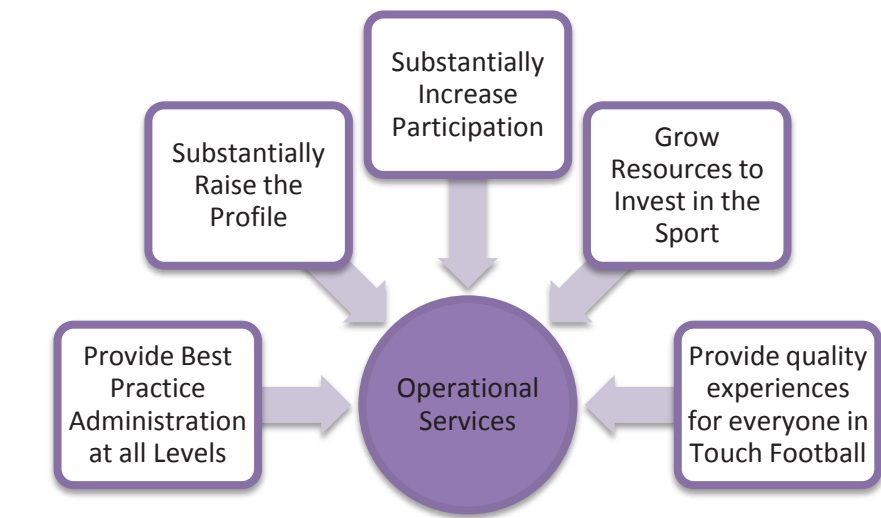 Substantially
Increase
Participation
Substantially
Raise the
Profile
Grow
Resources to
Invest in the
Sport
Provide Best
Practice
Administration
at all Levels
Operational
Services
Provide quality
experiences
for everyone in
Touch Football